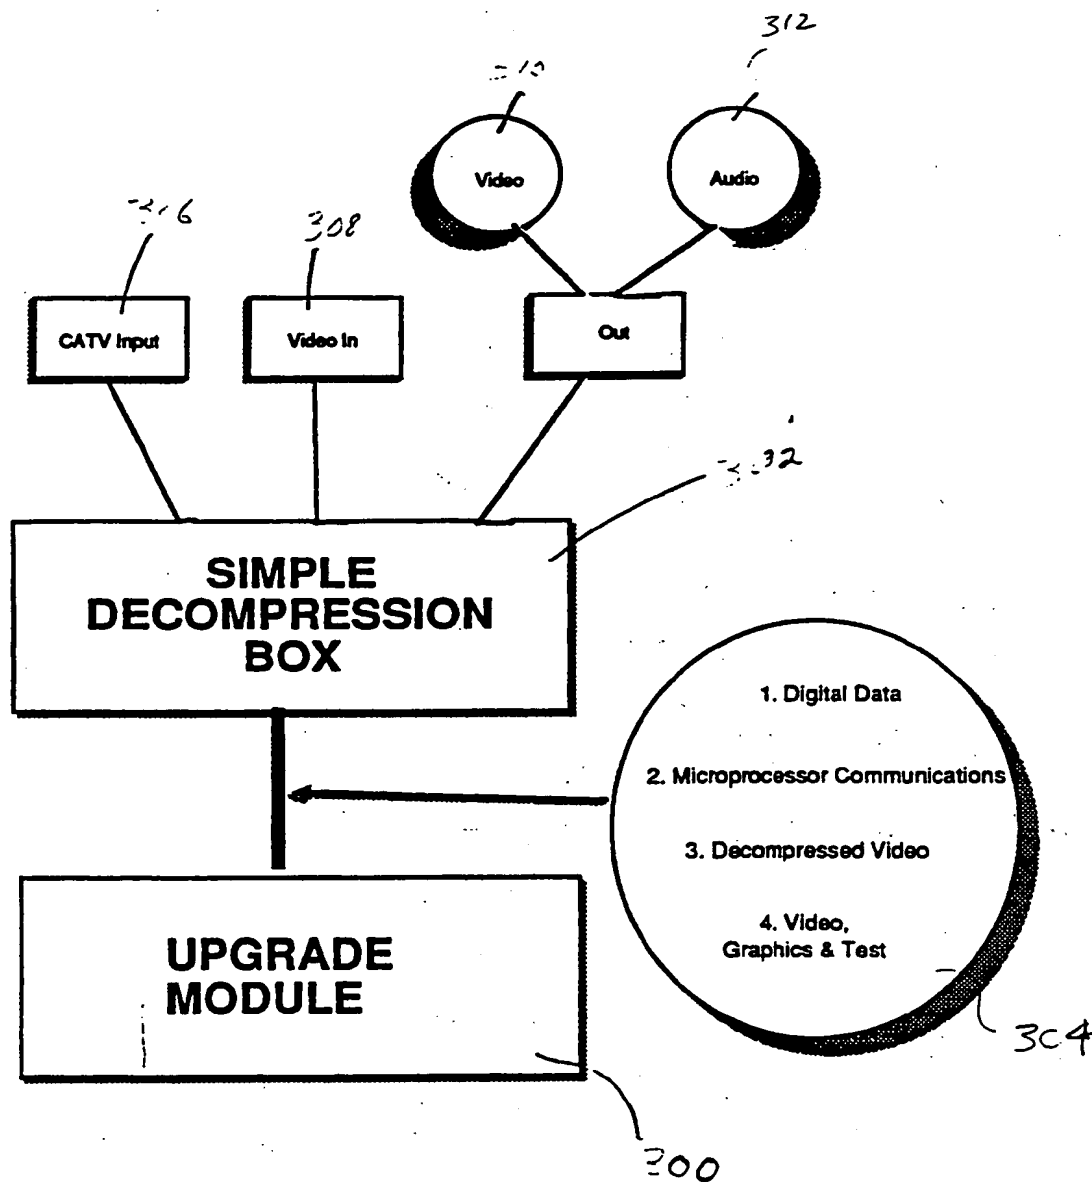 312
Video
Audio
308
CATV Input
Video In
Out
SIMPLE
DECOMPRESSION
BOX
1. Digital Data
2. Microprocessor Communications
3. Decompressed Video
4. Video,
Graphics & Test
UPGRADE
MODULE
304
300